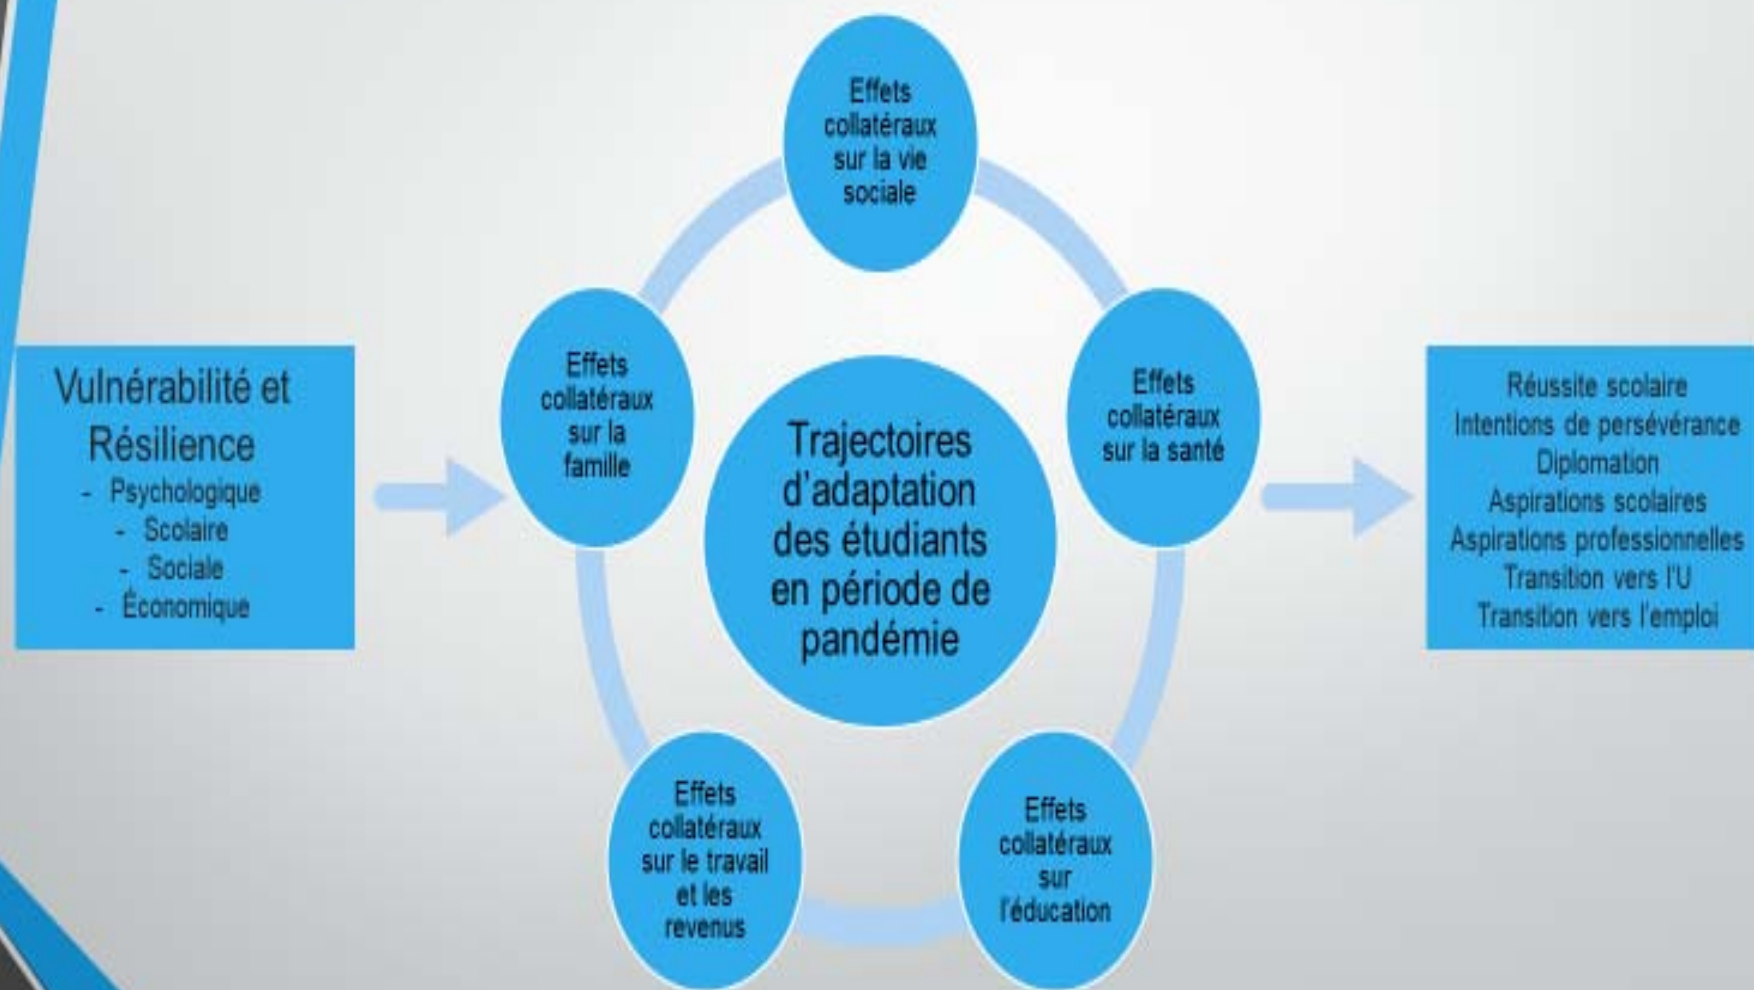 Vulnérabilité et
Résilience
- Psychologique
- Scolaire
- Sociale
- Économique
Effets
collatéraux
sur la vie
sociale
Effets
collatéraux
sur la
famille
Effets
collatéraux
sur la santé
Trajectoires
d'adaptation
des étudiants
en période de
pandémie
Effets
collatéraux
sur le travail
et les
revenus
Effets
collatéraux
sur
l'éducation
Réussite scolaire
Intentions de persévérance
Diplomation
Aspirations scolaires
Aspirations professionnelles
Transition vers l'U
Transition vers l'emploi